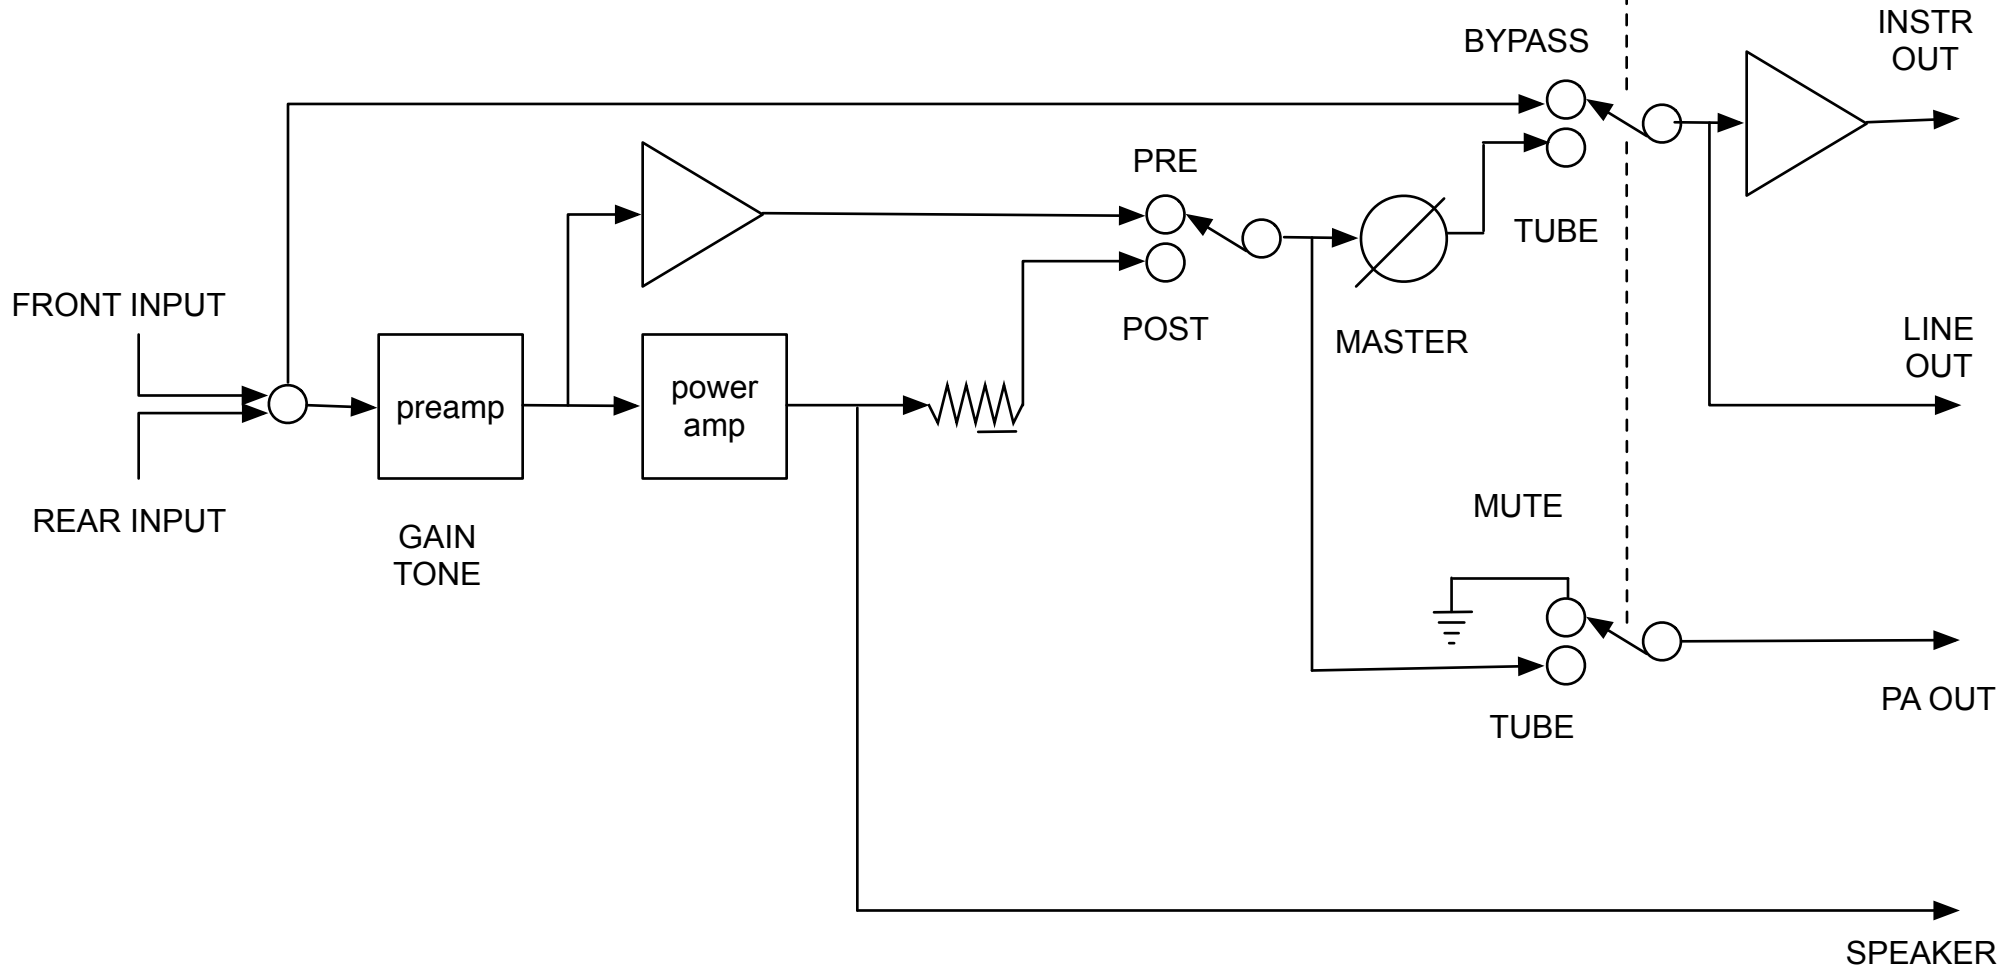 INSTR
OUT
BYPASS
PRE
TUBE
FRONT INPUT
POST
MASTER
LINE
OUT
preamp
power
amp
REAR INPUT
GAIN
TONE
MUTE
PA OUT
TUBE
SPEAKER